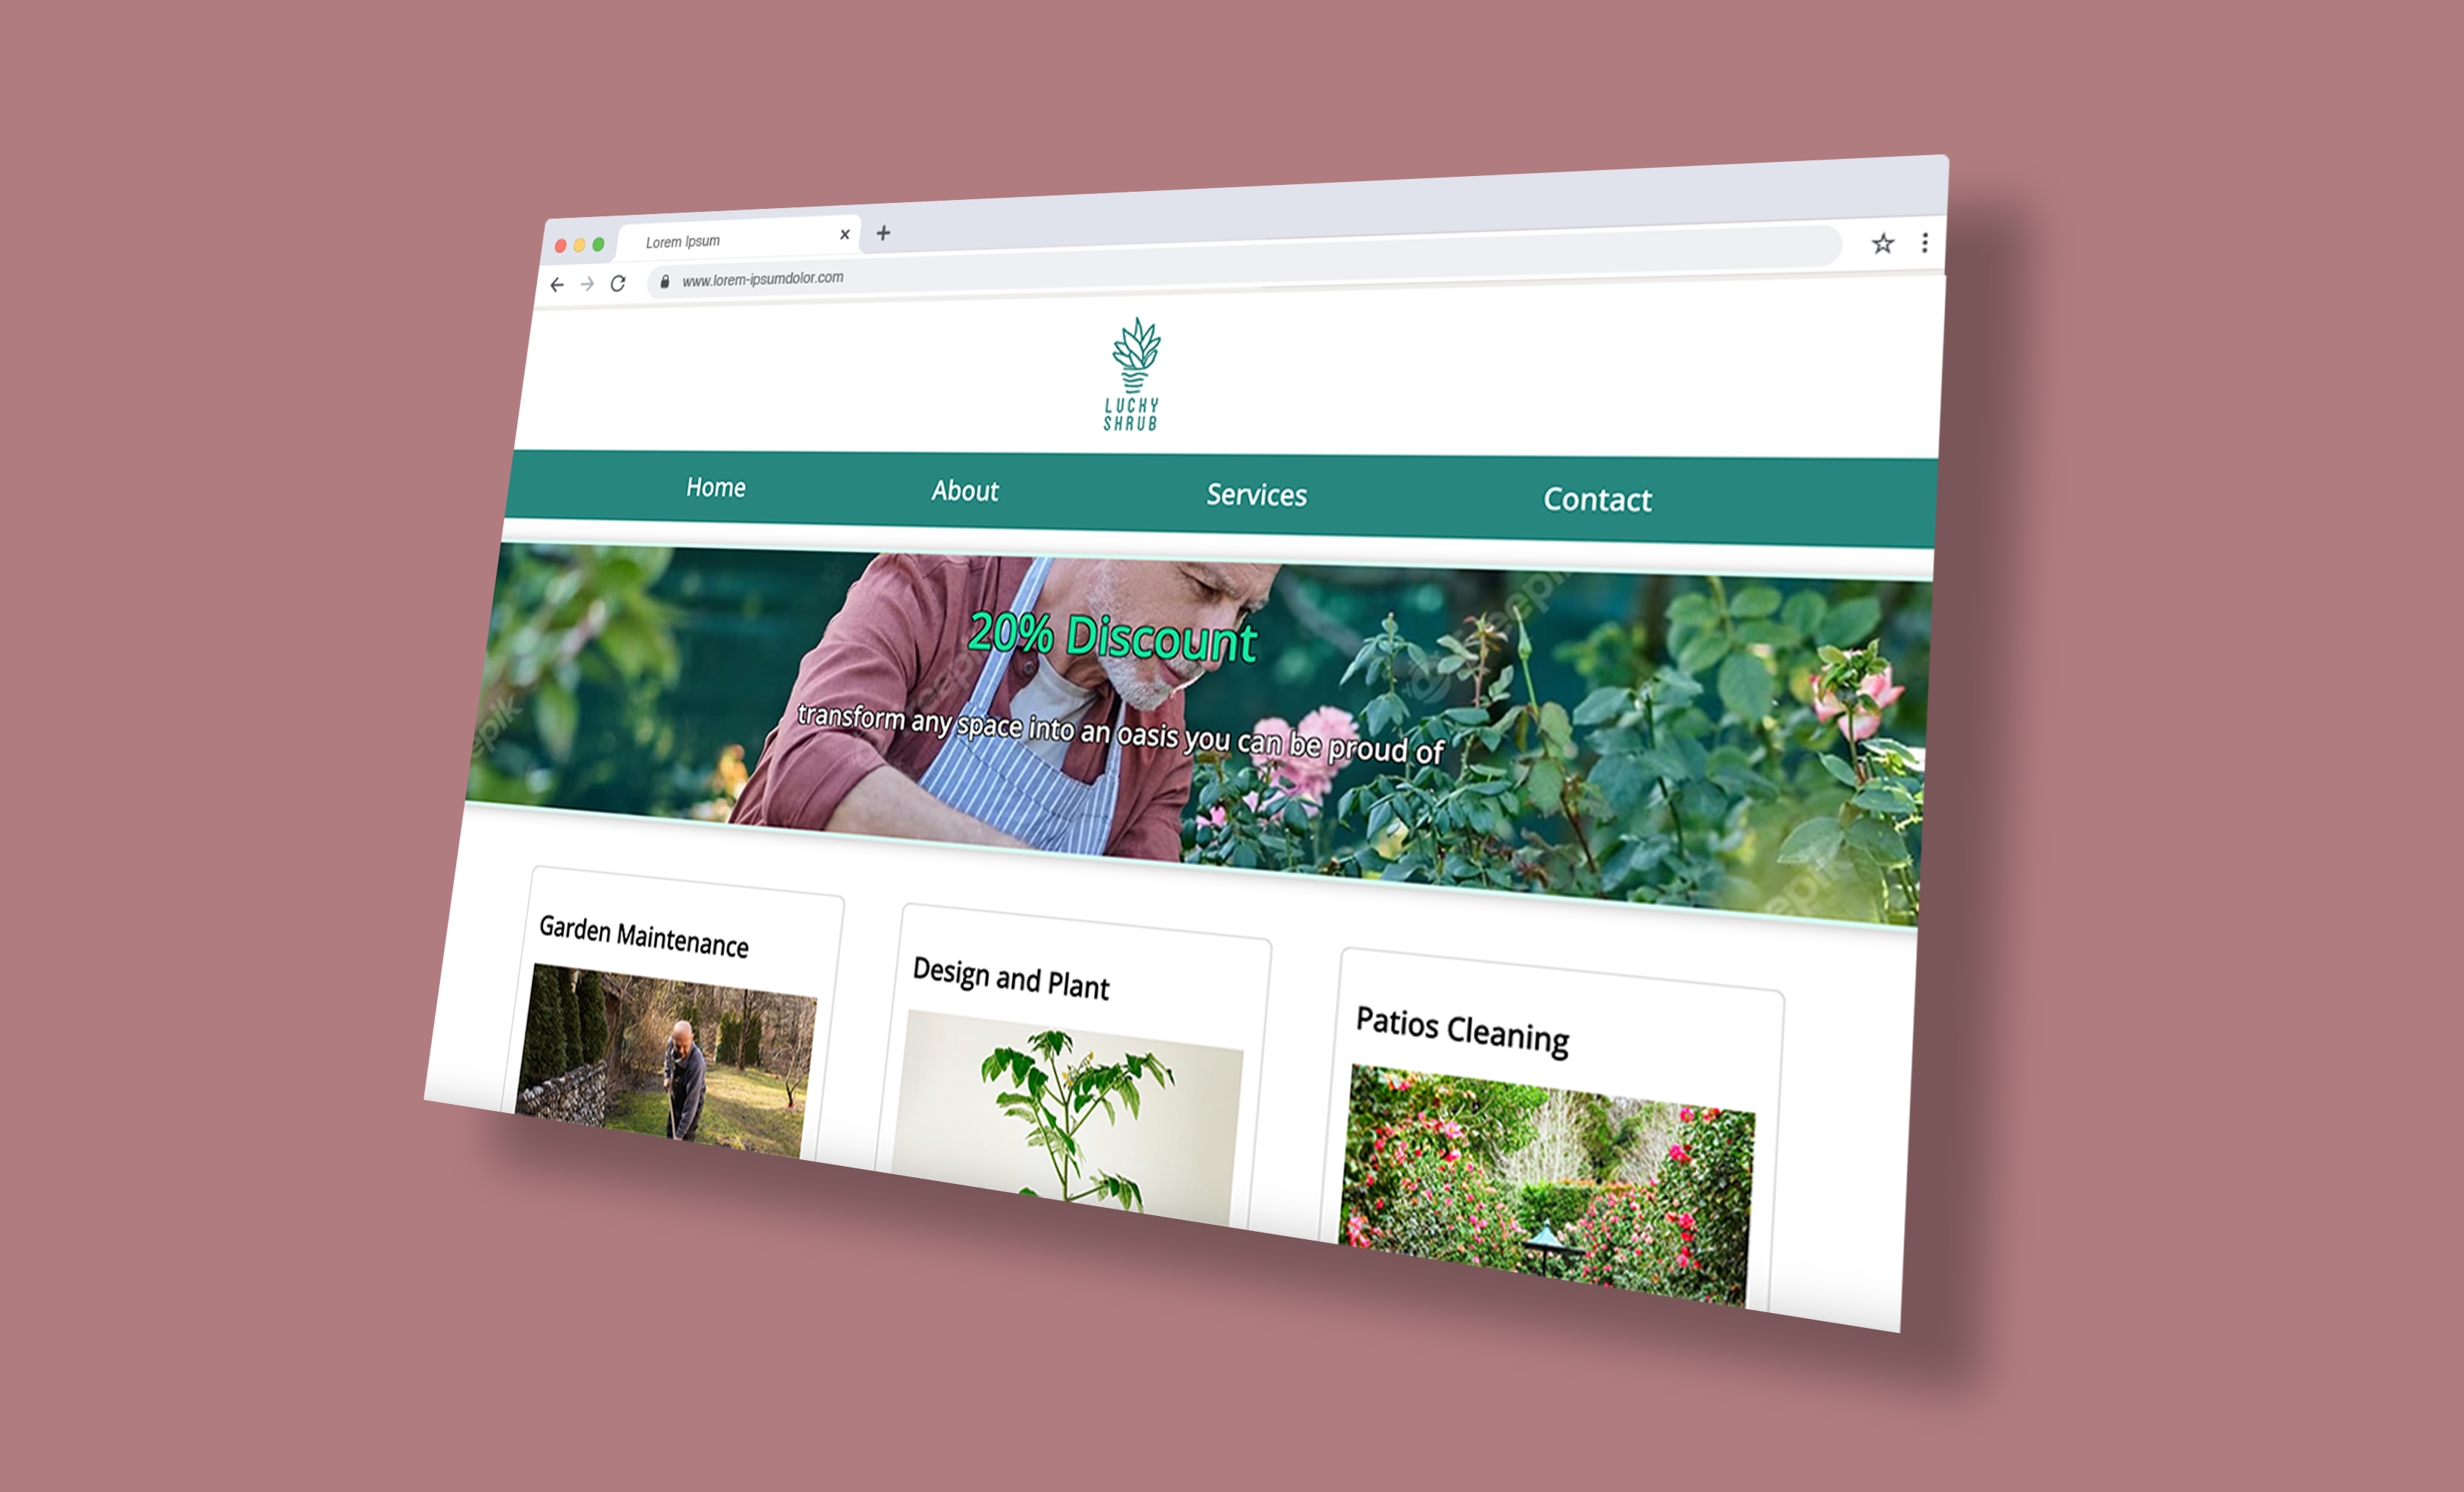 Lorem Ipsum
www.lorem-ipsumdolor.com
LUCKY
SHRUB
Home About Services Contact
20% Discount
transform any space into an oasis you can be proud of
Garden Maintenance
Design and Plant
Patios Cleaning